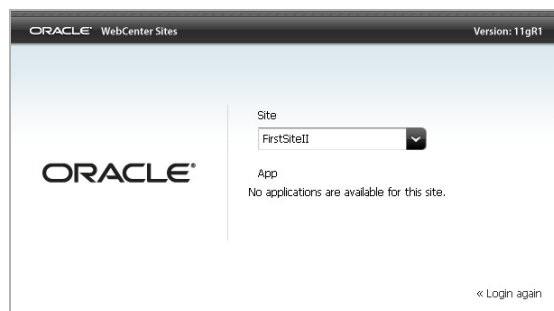 ORACLE® WebCenter Sites
Version: 11gR1
Site
FirstSiteII
ORACLE®
App
No applications are available for this site.
« Login again